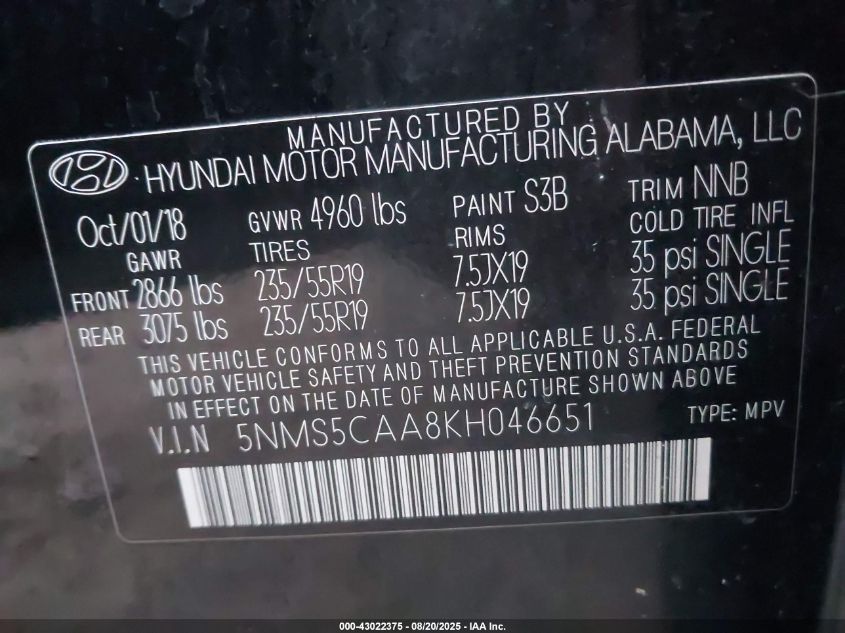 MANUFACTURED BY
HYUNDAI MOTOR MANUFACTURING ALABAMA, LLC
Oct/01/18 GVWR 4960 lbs PAINT S3B TRIM NNB
GAWR TIRES RIMS COLD TIRE INFL
FRONT 2866 lbs 235/55R19 7.5JX19 35 psi SINGLE
REAR 3075 lbs 235/55R19 7.5JX19 35 psi SINGLE
THIS VEHICLE CONFORMS TO ALL APPLICABLE U.S.A. FEDERAL
MOTOR VEHICLE SAFETY AND THEFT PREVENTION STANDARDS
IN EFFECT ON THE DATE OF MANUFACTURE SHOWN ABOVE
V.I.N 5NMS5CAA8KH046651 TYPE: MPV
000-43022375 - 08/20/2025 - IAA Inc.